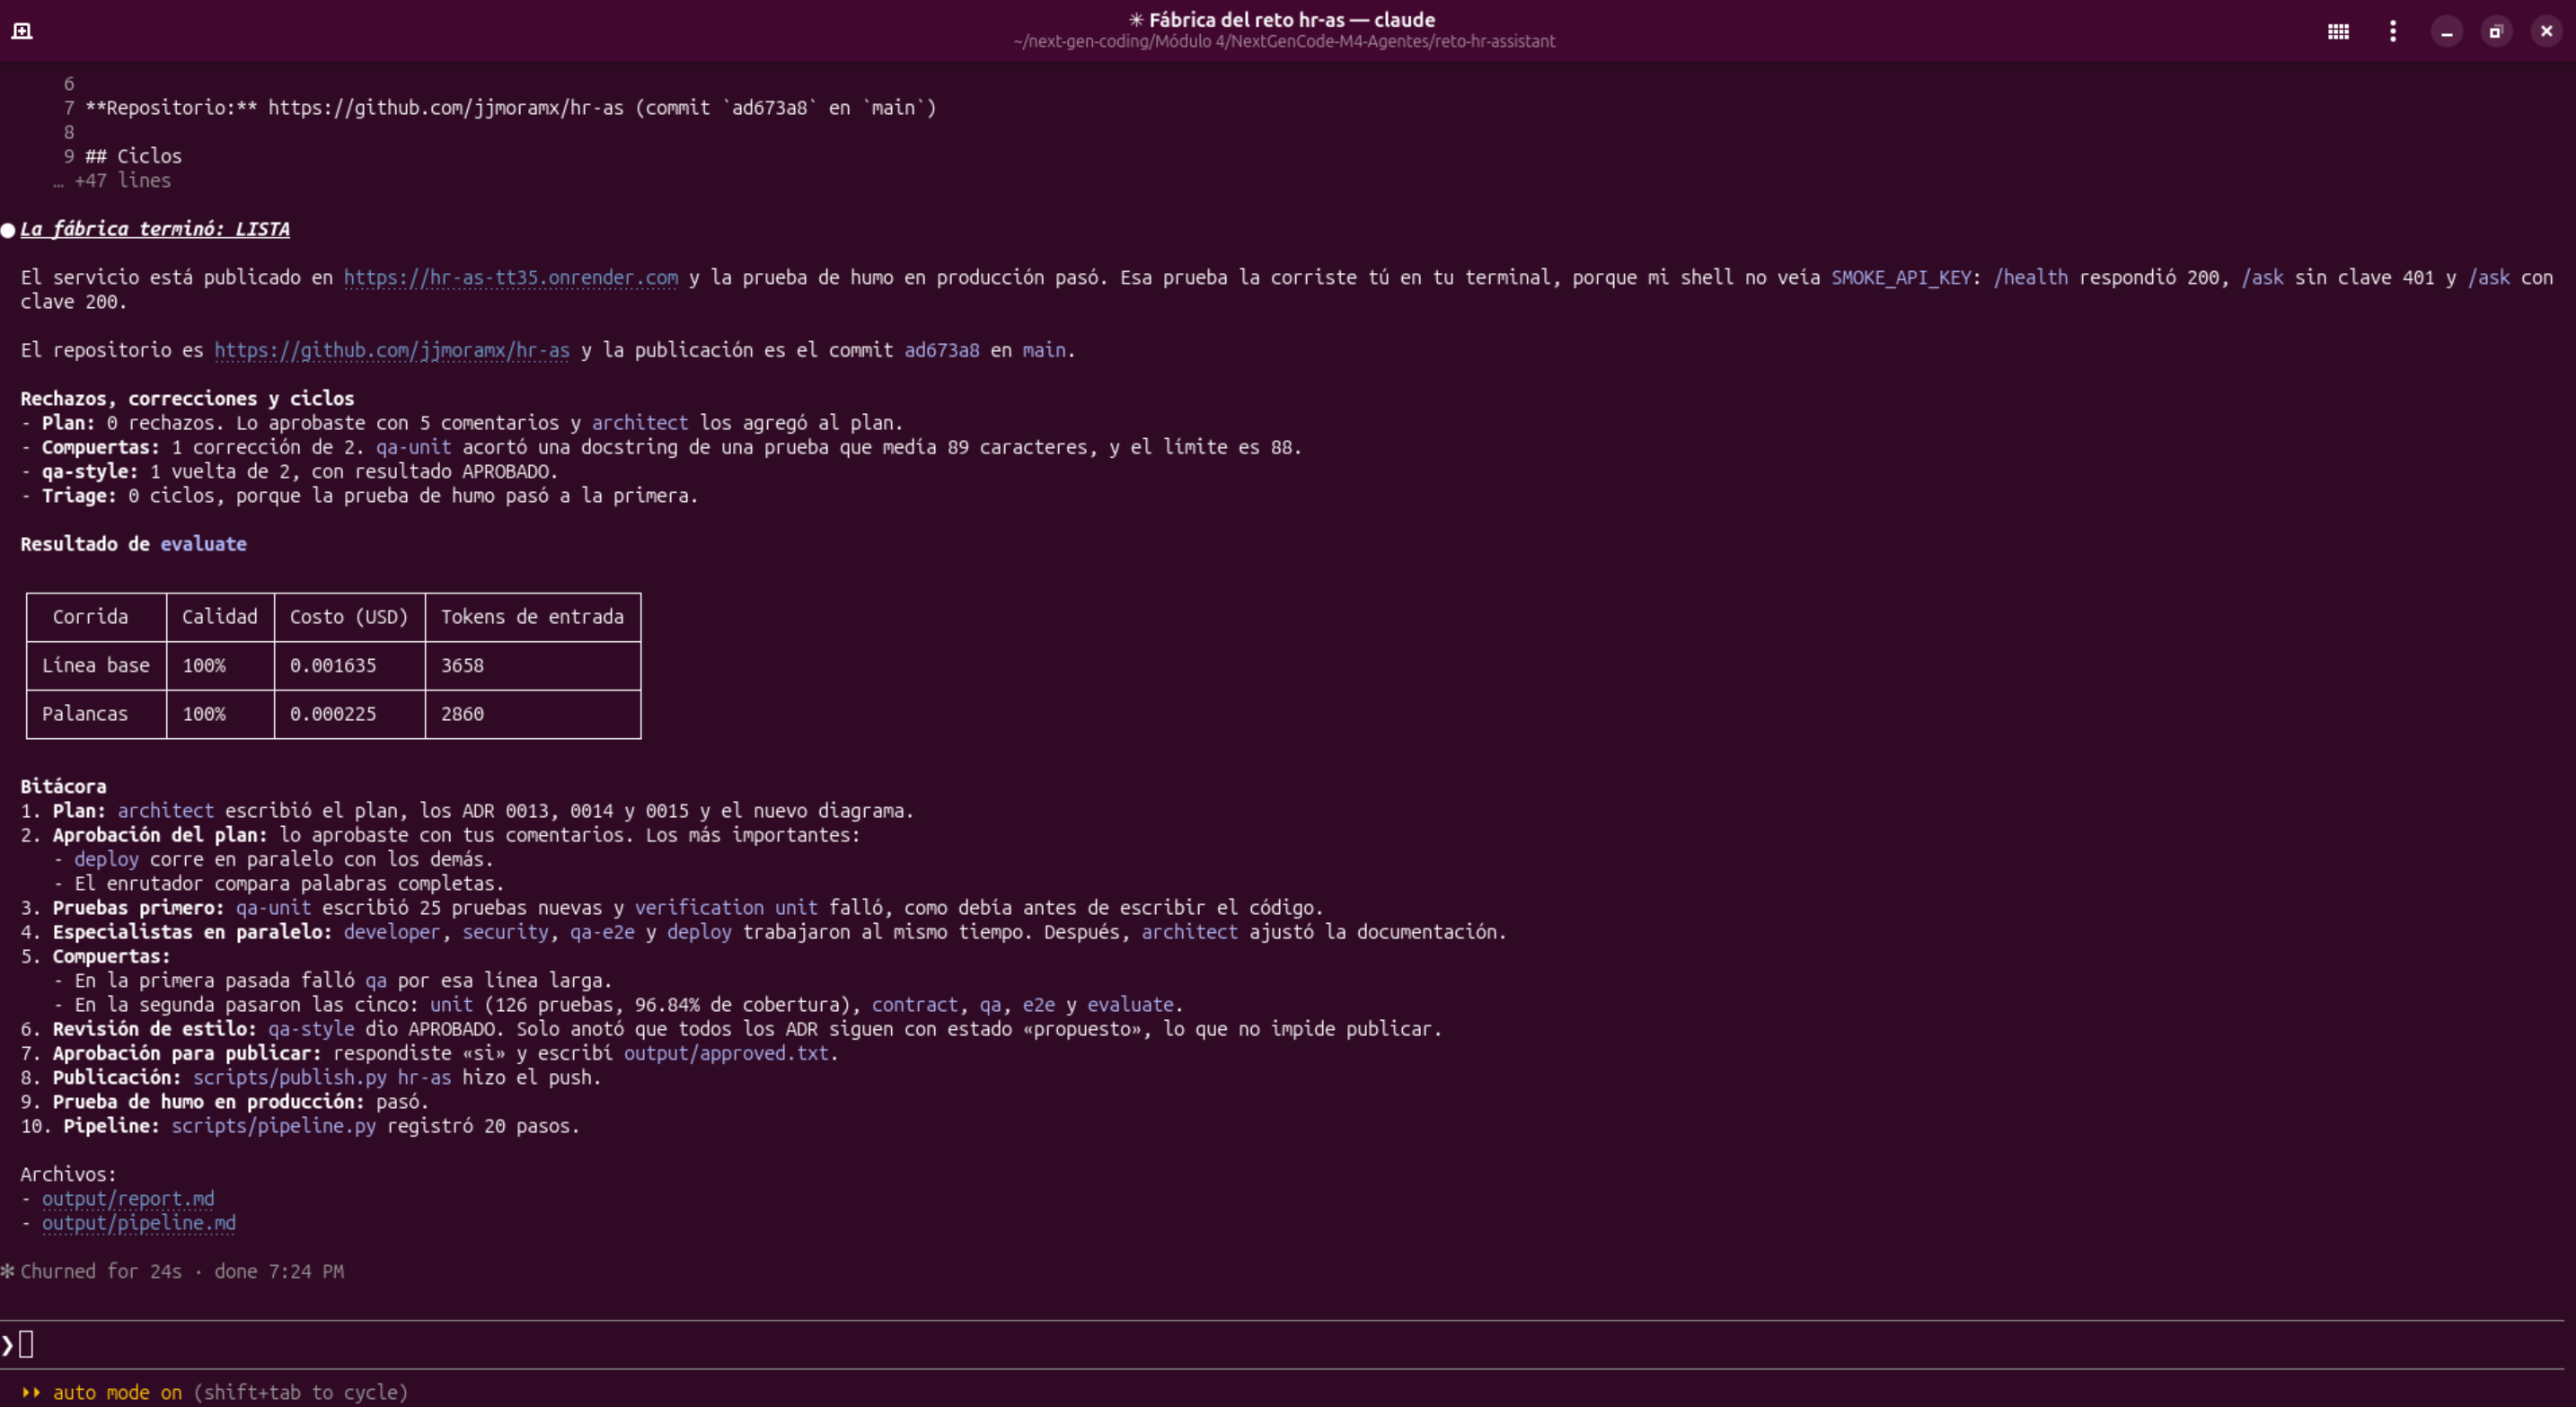 ✳ Fábrica del reto hr-as — claude
~/next-gen-coding/Módulo 4/NextGenCode-M4-Agentes/reto-hr-assistant
6
7 **Repositorio:** https://github.com/jjmoramx/hr-as (commit `ad673a8` en `main`)
8
9 ## Ciclos
… +47 lines
● La fábrica terminó: LISTA
El servicio está publicado en https://hr-as-tt35.onrender.com y la prueba de humo en producción pasó. Esa prueba la corriste tú en tu terminal, porque mi shell no veía SMOKE_API_KEY: /health respondió 200, /ask sin clave 401 y /ask con
clave 200.
El repositorio es https://github.com/jjmoramx/hr-as y la publicación es el commit ad673a8 en main.
Rechazos, correcciones y ciclos
- Plan: 0 rechazos. Lo aprobaste con 5 comentarios y architect los agregó al plan.
- Compuertas: 1 corrección de 2. qa-unit acortó una docstring de una prueba que medía 89 caracteres, y el límite es 88.
- qa-style: 1 vuelta de 2, con resultado APROBADO.
- Triage: 0 ciclos, porque la prueba de humo pasó a la primera.
Resultado de evaluate
Corrida Calidad Costo (USD) Tokens de entrada
Línea base 100% 0.001635 3658
Palancas 100% 0.000225 2860
Bitácora
1. Plan: architect escribió el plan, los ADR 0013, 0014 y 0015 y el nuevo diagrama.
2. Aprobación del plan: lo aprobaste con tus comentarios. Los más importantes:
- deploy corre en paralelo con los demás.
- El enrutador compara palabras completas.
3. Pruebas primero: qa-unit escribió 25 pruebas nuevas y verification unit falló, como debía antes de escribir el código.
4. Especialistas en paralelo: developer, security, qa-e2e y deploy trabajaron al mismo tiempo. Después, architect ajustó la documentación.
5. Compuertas:
- En la primera pasada falló qa por esa línea larga.
- En la segunda pasaron las cinco: unit (126 pruebas, 96.84% de cobertura), contract, qa, e2e y evaluate.
6. Revisión de estilo: qa-style dio APROBADO. Solo anotó que todos los ADR siguen con estado «propuesto», lo que no impide publicar.
7. Aprobación para publicar: respondiste «si» y escribí output/approved.txt.
8. Publicación: scripts/publish.py hr-as hizo el push.
9. Prueba de humo en producción: pasó.
10. Pipeline: scripts/pipeline.py registró 20 pasos.
Archivos:
- output/report.md
- output/pipeline.md
✻ Churned for 24s · done 7:24 PM
❯
⏵⏵ auto mode on (shift+tab to cycle)